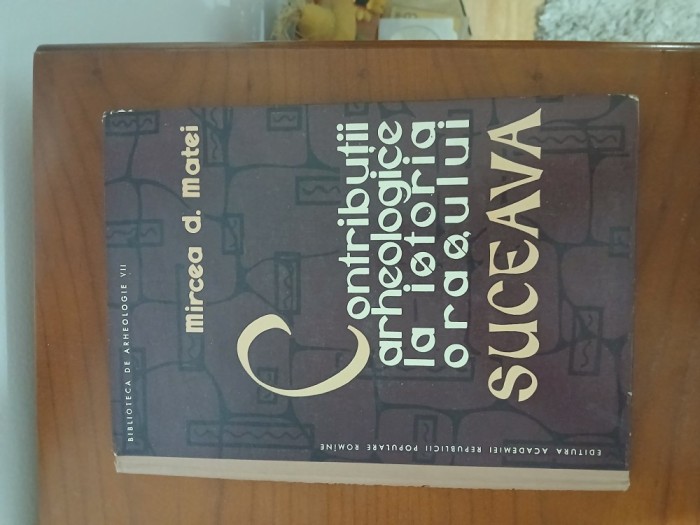 BIBLIOTECA DE ARHEOLOGIE VII
Mircea d. Matei
Contribuții
arheologice
la istoria
orașului
SUCEAVA
EDITURA ACADEMIEI REPUBLICII POPULARE ROMÎNE